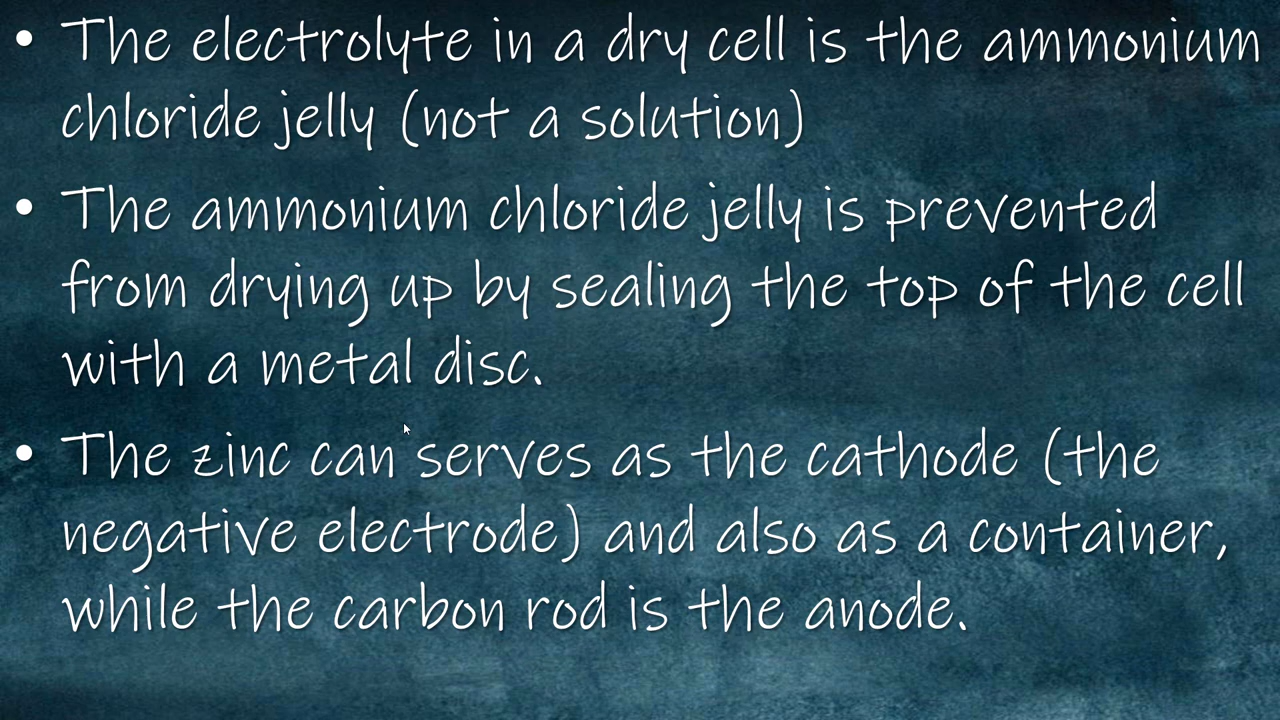 • The electrolyte in a dry cell is the ammonium
chloride jelly (not a solution)
• The ammonium chloride jelly is prevented
from drying up by sealing the top of the cell
with a metal disc.
• The zinc can serves as the cathode (the
negative electrode) and also as a container,
while the carbon rod is the anode.